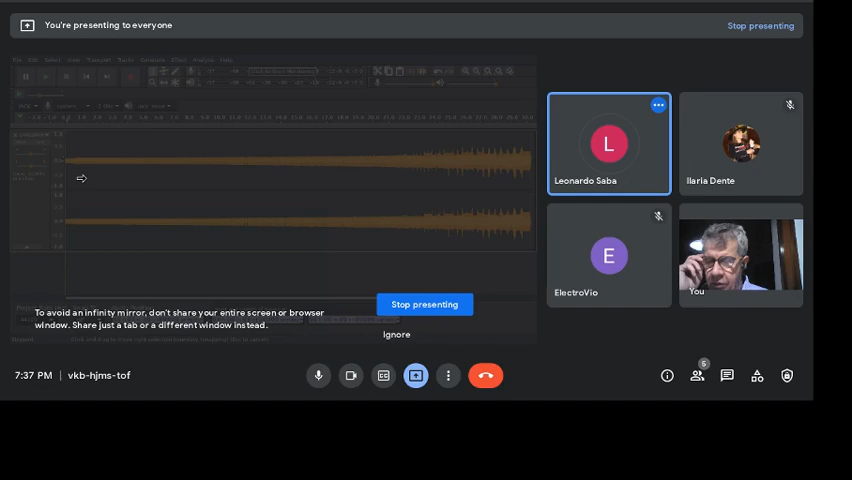 You're presenting to everyone
Stop presenting
L
Leonardo Saba
Ilaria Dente
E
ElectroVio
You
To avoid an infinity mirror, don't share your entire screen or browser
window. Share just a tab or a different window instead.
Stop presenting
Ignore
7:37 PM | vkb-hjms-tof
5